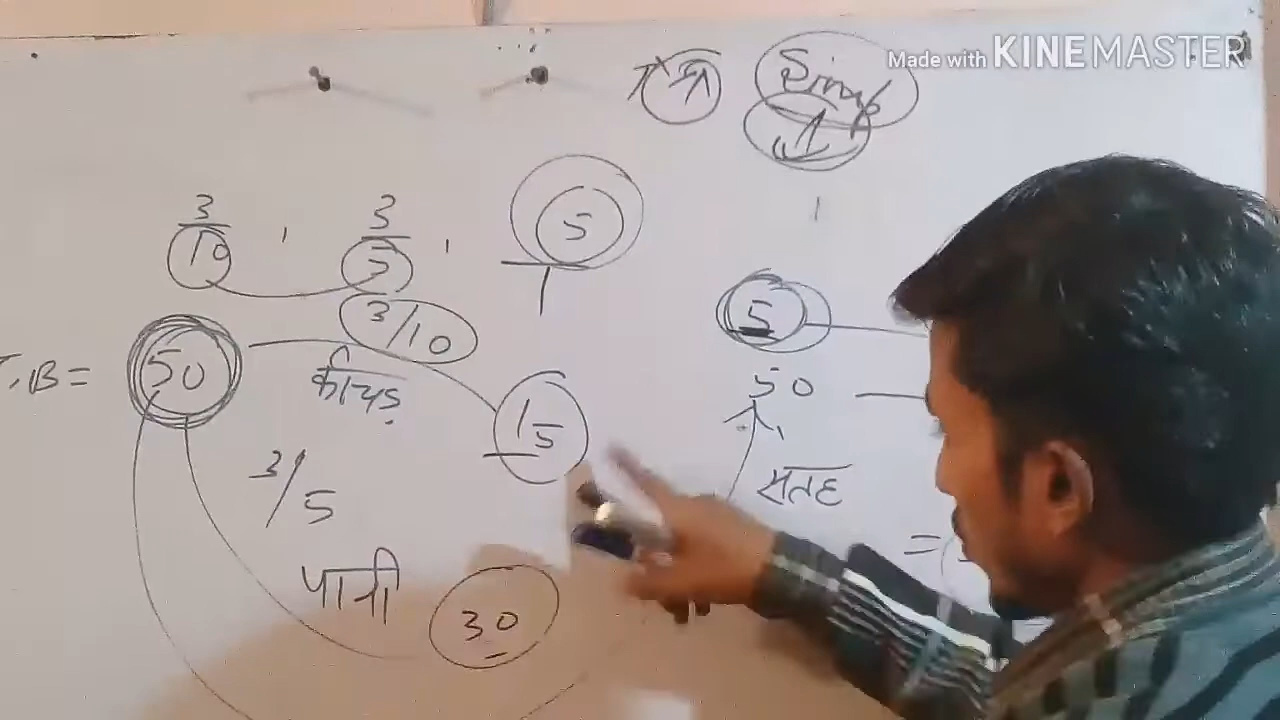 Made with KINEMASTER
Simp
3/10 , 3/5 , 5
5
3/10
T.B = 50
कीचड़
15
50
3/5
सतह
=
पानी
30